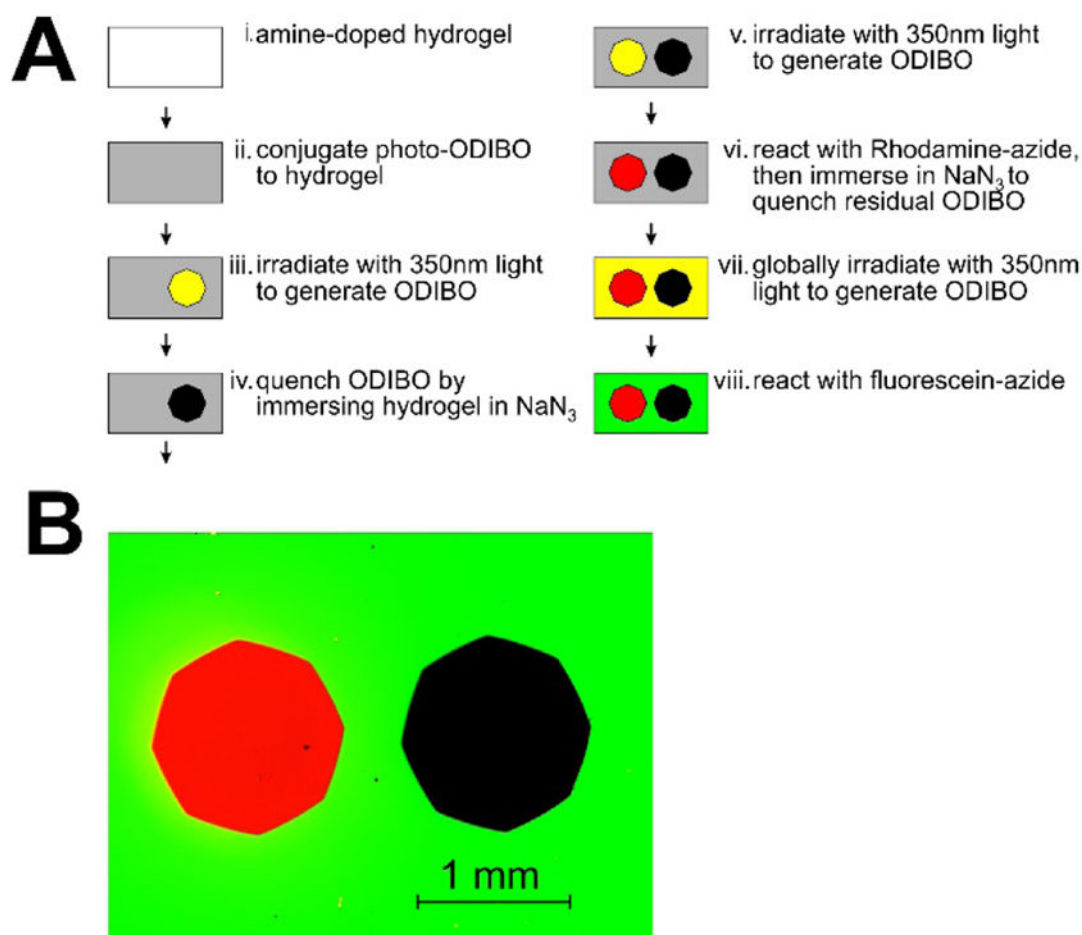 A
i. amine-doped hydrogel
ii. conjugate photo-ODIBO
to hydrogel
iii. irradiate with 350nm light
to generate ODIBO
iv. quench ODIBO by
immersing hydrogel in NaN3
v. irradiate with 350nm light
to generate ODIBO
vi. react with Rhodamine-azide,
then immerse in NaN3 to
quench residual ODIBO
vii. globally irradiate with 350nm
light to generate ODIBO
viii. react with fluorescein-azide
B
1 mm